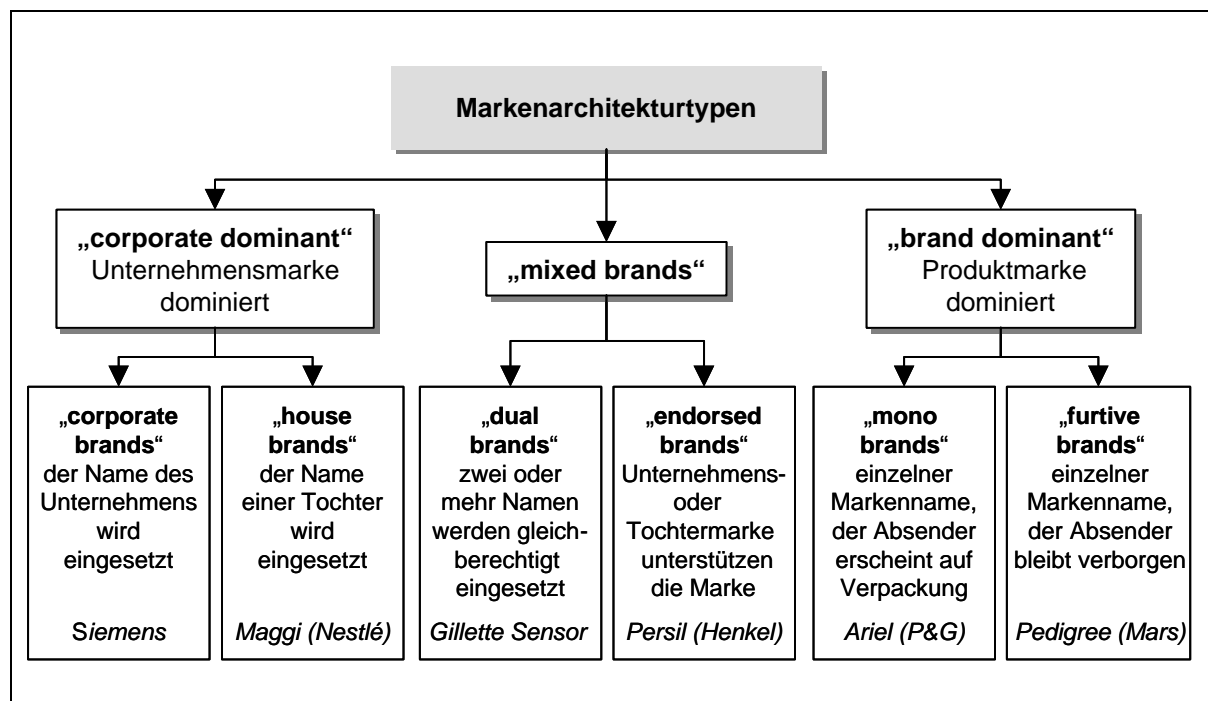 Markenarchitekturtypen
„corporate dominant“
Unternehmensmarke
dominiert
„mixed brands“
„brand dominant“
Produktmarke
dominiert
„corporate
brands“
der Name des
Unternehmens
wird
eingesetzt
Siemens
„house
brands“
der Name
einer Tochter
wird
eingesetzt
Maggi (Nestlé)
„dual
brands“
zwei oder
mehr Namen
werden gleich-
berechtigt
eingesetzt
Gillette Sensor
„endorsed
brands“
Unternehmens-
oder
Tochtermarke
unterstützen
die Marke
Persil (Henkel)
„mono
brands“
einzelner
Markenname,
der Absender
erscheint auf
Verpackung
Ariel (P&G)
„furtive
brands“
einzelner
Markenname,
der Absender
bleibt verborgen
Pedigree (Mars)